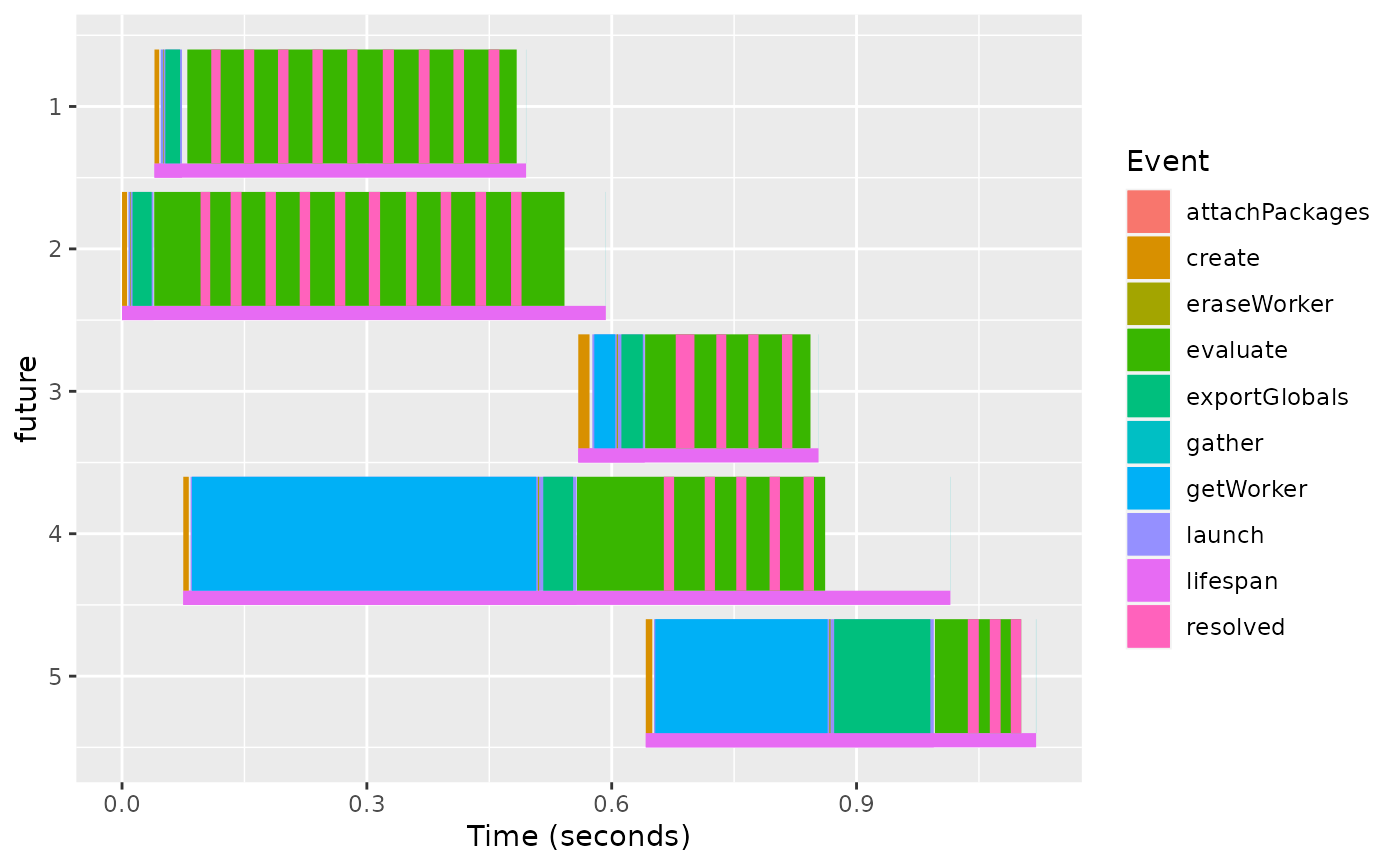 1
2
3
4
5
future
0.0
0.3
0.6
0.9
Time (seconds)
Event
attachPackages
create
eraseWorker
evaluate
exportGlobals
gather
getWorker
launch
lifespan
resolved